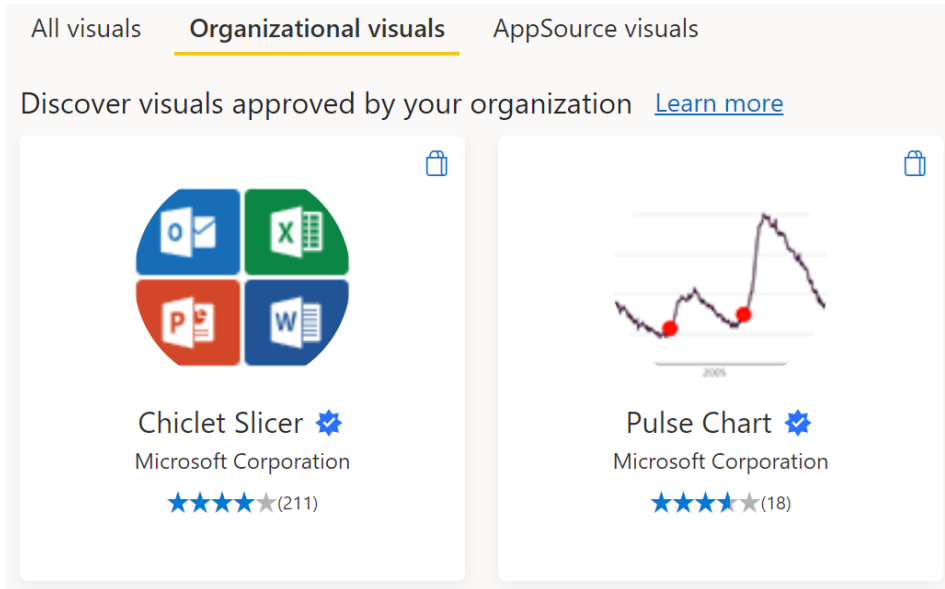 All visuals
Organizational visuals
AppSource visuals
Discover visuals approved by your organization Learn more
O
X
P
W
Chiclet Slicer
Microsoft Corporation
(211)
2005
Pulse Chart
Microsoft Corporation
(18)